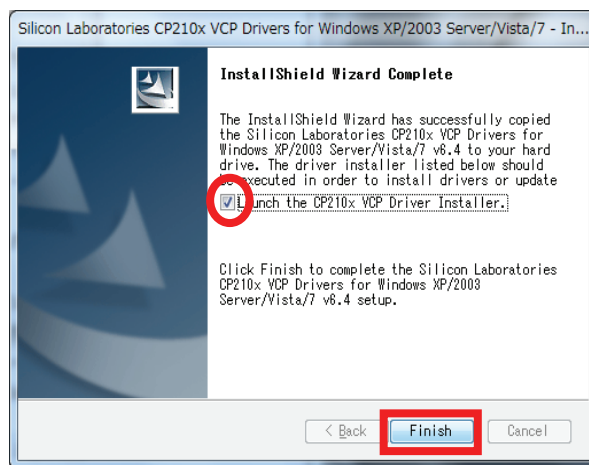 Silicon Laboratories CP210x VCP Drivers for Windows XP/2003 Server/Vista/7 - In...
InstallShield Wizard Complete
The InstallShield Wizard has successfully copied
the Silicon Laboratories CP210x VCP Drivers for
Windows XP/2003 Server/Vista/7 v6.4 to your hard
drive. The driver installer listed below should
be executed in order to install drivers or update
Launch the CP210x VCP Driver Installer.
Click Finish to complete the Silicon Laboratories
CP210x VCP Drivers for Windows XP/2003
Server/Vista/7 v6.4 setup.
< Back Finish Cancel